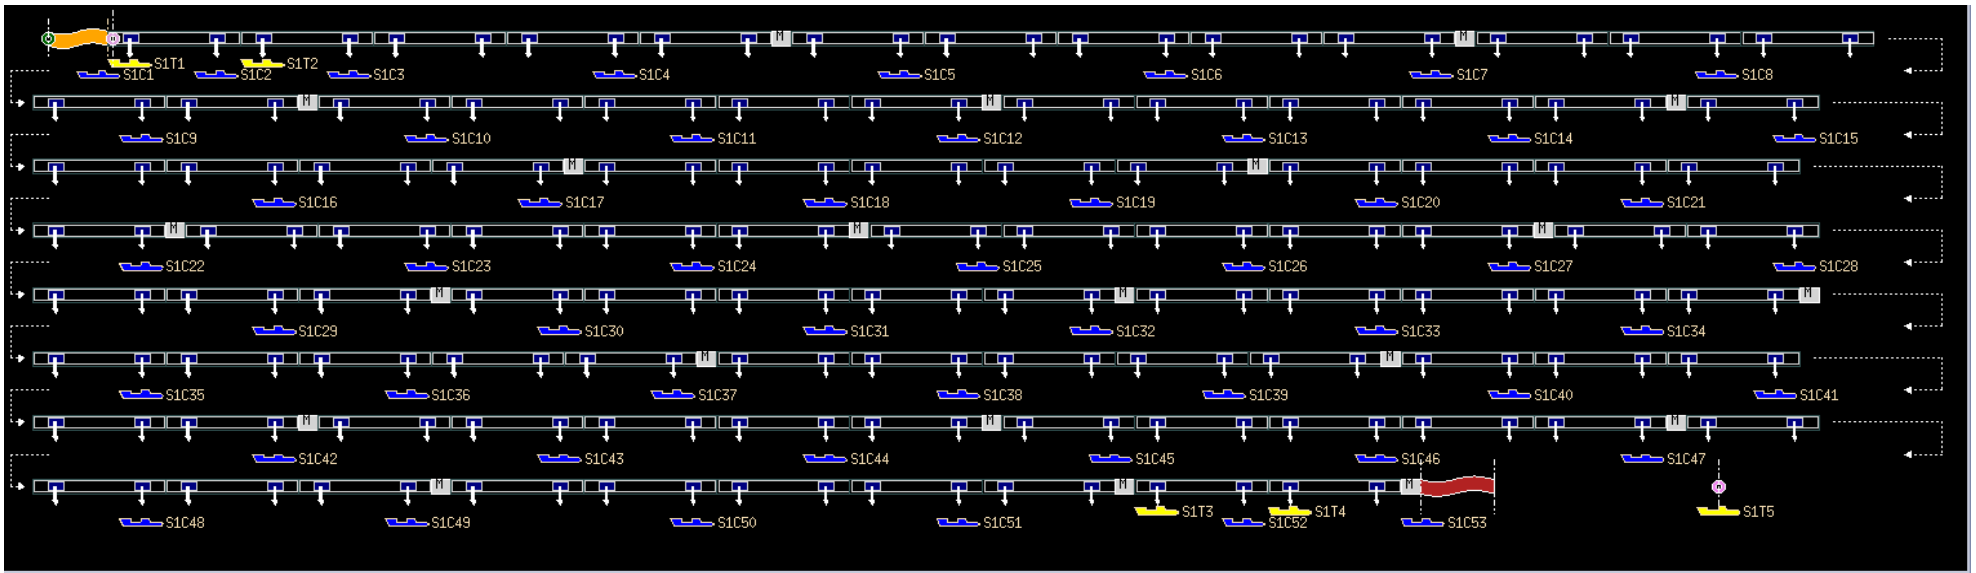 M M
S1T1 S1T2
S1C1 S1C2 S1C3 S1C4 S1C5 S1C6 S1C7 S1C8
M M M
S1C9 S1C10 S1C11 S1C12 S1C13 S1C14 S1C15
M M
S1C16 S1C17 S1C18 S1C19 S1C20 S1C21
M M M
S1C22 S1C23 S1C24 S1C25 S1C26 S1C27 S1C28
M M M
S1C29 S1C30 S1C31 S1C32 S1C33 S1C34
M M
S1C35 S1C36 S1C37 S1C38 S1C39 S1C40 S1C41
M M M
S1C42 S1C43 S1C44 S1C45 S1C46 S1C47
M M M
S1T3 S1T4 S1T5
S1C48 S1C49 S1C50 S1C51 S1C52 S1C53